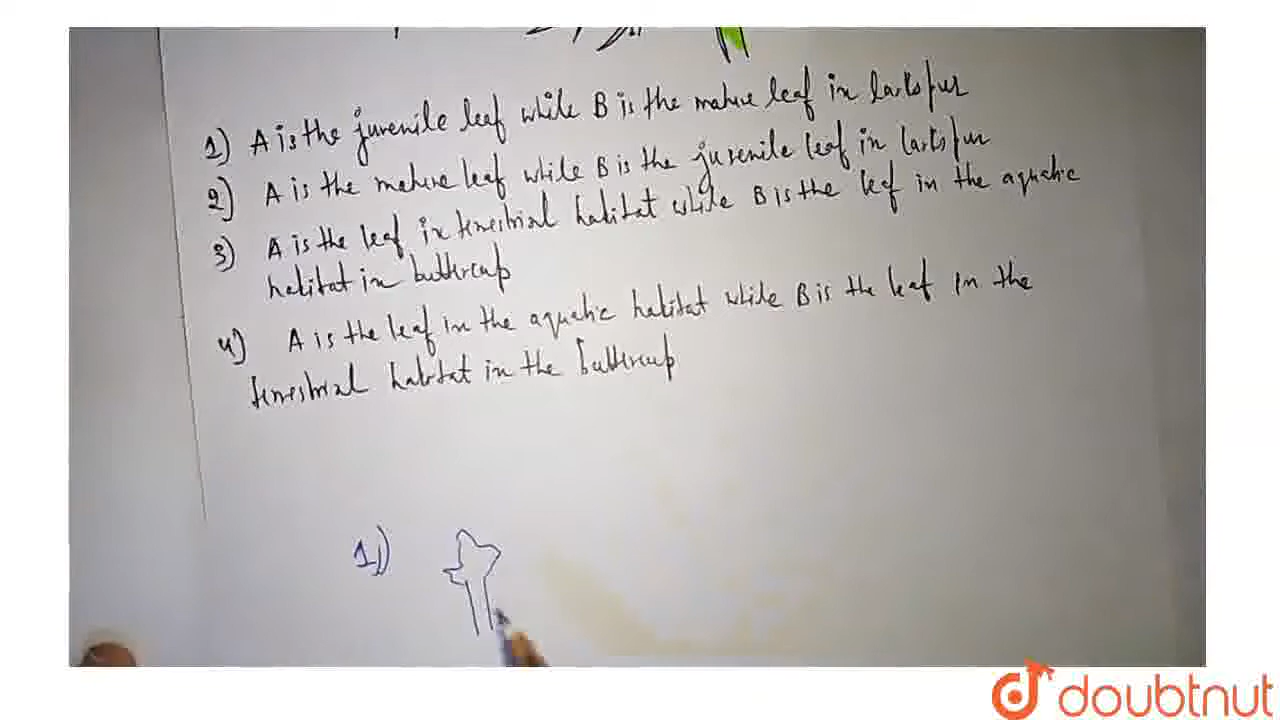 1) A is the juvenile leaf while B is the mature leaf in larkspur
2) A is the mature leaf while B is the juvenile leaf in larkspur
3) A is the leaf in terrestrial habitat while B is the leaf in the aquatic
habitat in buttercup
4) A is the leaf in the aquatic habitat while B is the leaf in the
terrestrial habitat in the buttercup
1)
doubtnut